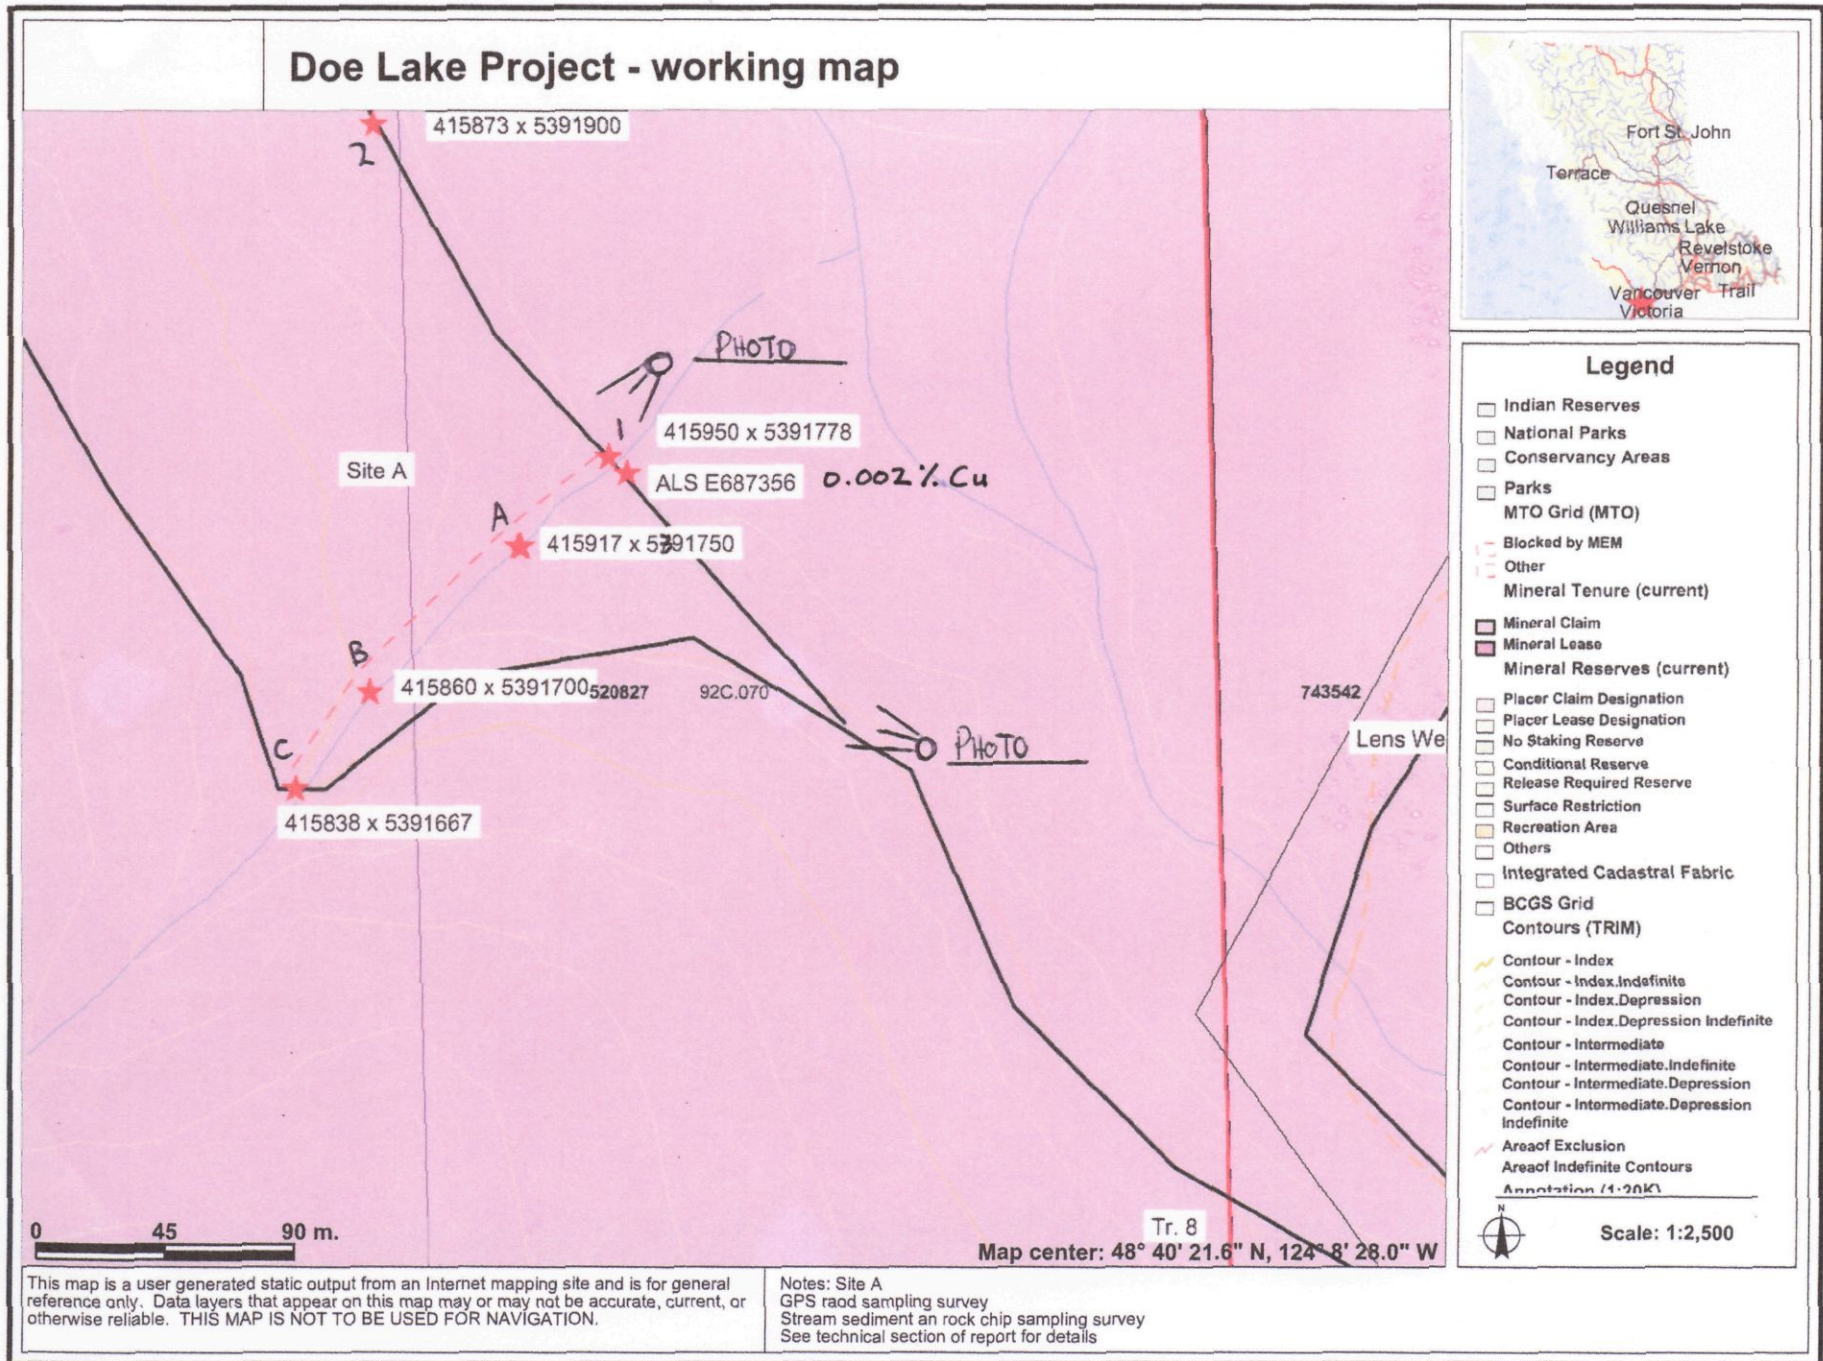 Doe Lake Project - working map
415873 x 5391900
2
PHOTO
1
415950 x 5391778
Site A
ALS E687356
0.002% Cu
A
415917 x 5391750
B
415860 x 5391700
520827
92C.070
743542
C
PHOTO
Lens We
415838 x 5391667
0 45 90 m.
Tr. 8
Map center: 48° 40' 21.6" N, 124° 8' 28.0" W
Fort St. John
Terrace
Quesnel
Williams Lake
Revelstoke
Vernon
Vancouver
Trail
Victoria
Legend
Indian Reserves
National Parks
Conservancy Areas
Parks
MTO Grid (MTO)
Blocked by MEM
Other
Mineral Tenure (current)
Mineral Claim
Mineral Lease
Mineral Reserves (current)
Placer Claim Designation
Placer Lease Designation
No Staking Reserve
Conditional Reserve
Release Required Reserve
Surface Restriction
Recreation Area
Others
Integrated Cadastral Fabric
BCGS Grid
Contours (TRIM)
Contour - Index
Contour - Index.Indefinite
Contour - Index.Depression
Contour - Index.Depression Indefinite
Contour - Intermediate
Contour - Intermediate.Indefinite
Contour - Intermediate.Depression
Contour - Intermediate.Depression
Indefinite
Areaof Exclusion
Areaof Indefinite Contours
Annotation (1:20K)
N
Scale: 1:2,500
This map is a user generated static output from an Internet mapping site and is for general
reference only. Data layers that appear on this map may or may not be accurate, current, or
otherwise reliable. THIS MAP IS NOT TO BE USED FOR NAVIGATION.
Notes: Site A
GPS raod sampling survey
Stream sediment an rock chip sampling survey
See technical section of report for details